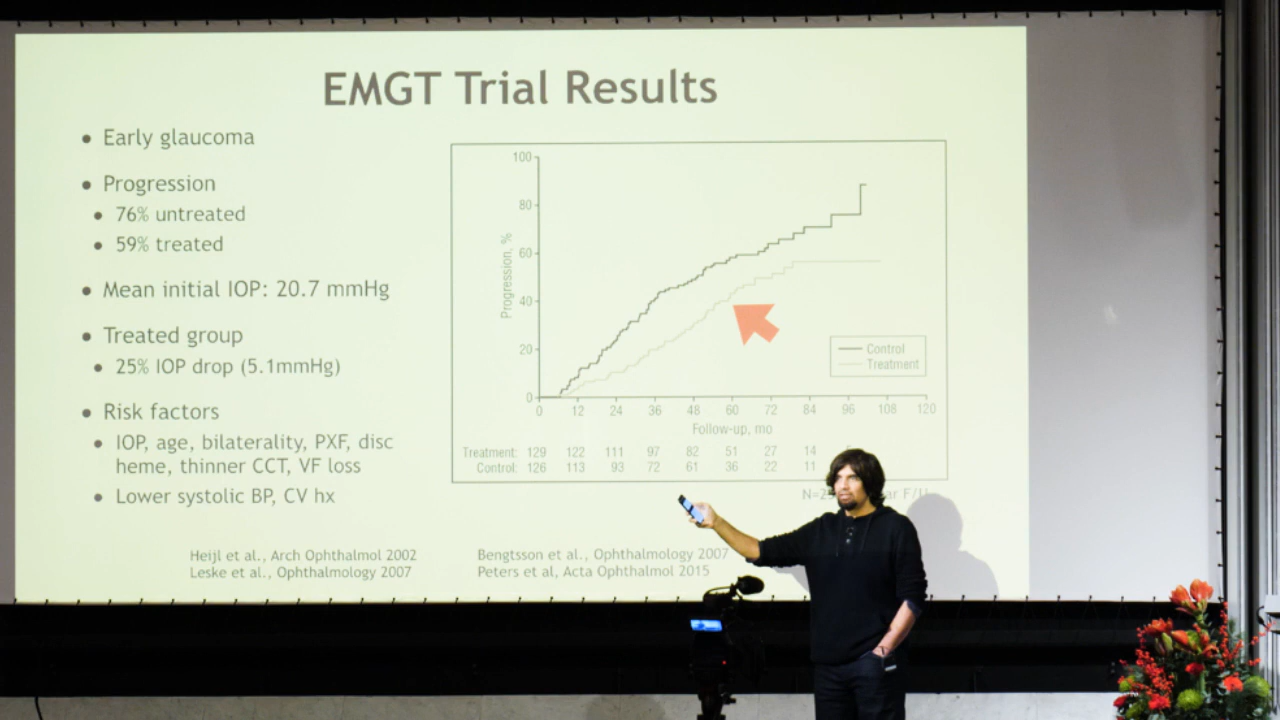 EMGT Trial Results
• Early glaucoma
• Progression
• 76% untreated
• 59% treated
• Mean initial IOP: 20.7 mmHg
• Treated group
• 25% IOP drop (5.1mmHg)
• Risk factors
• IOP, age, bilaterality, PXF, disc
heme, thinner CCT, VF loss
• Lower systolic BP, CV hx
100
80
60
40
20
0
Progression, %
0 12 24 36 48 60 72 84 96 108 120
Follow-up, mo
Control
Treatment
Treatment: 129 122 111 97 82 51 27 14
Control: 126 113 93 72 61 36 22 11
F/U
Heijl et al., Arch Ophthalmol 2002
Leske et al., Ophthalmology 2007
Bengtsson et al., Ophthalmology 2007
Peters et al, Acta Ophthalmol 2015